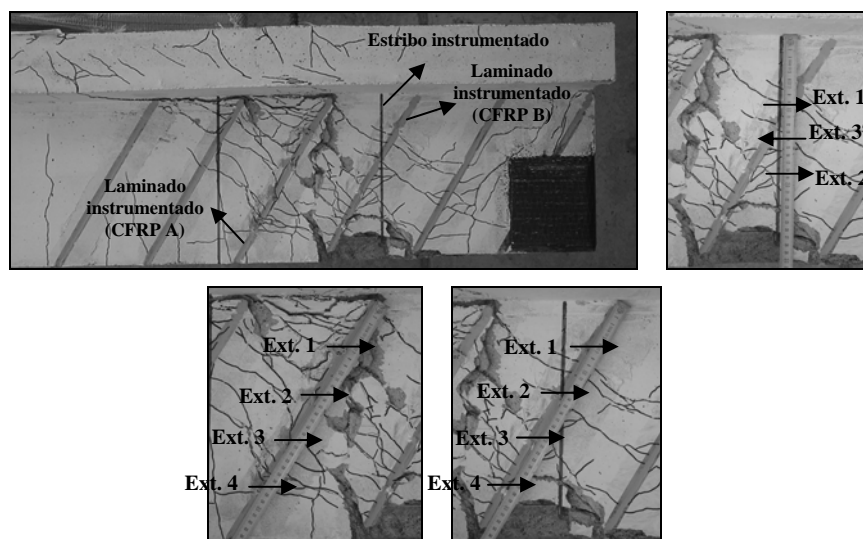 Estribo instrumentado
Laminado
instrumentado
(CFRP B)
Laminado
instrumentado
(CFRP A)
Ext. 1
Ext. 3
Ext. 2
Ext. 1
Ext. 2
Ext. 3
Ext. 4
Ext. 1
Ext. 2
Ext. 3
Ext. 4